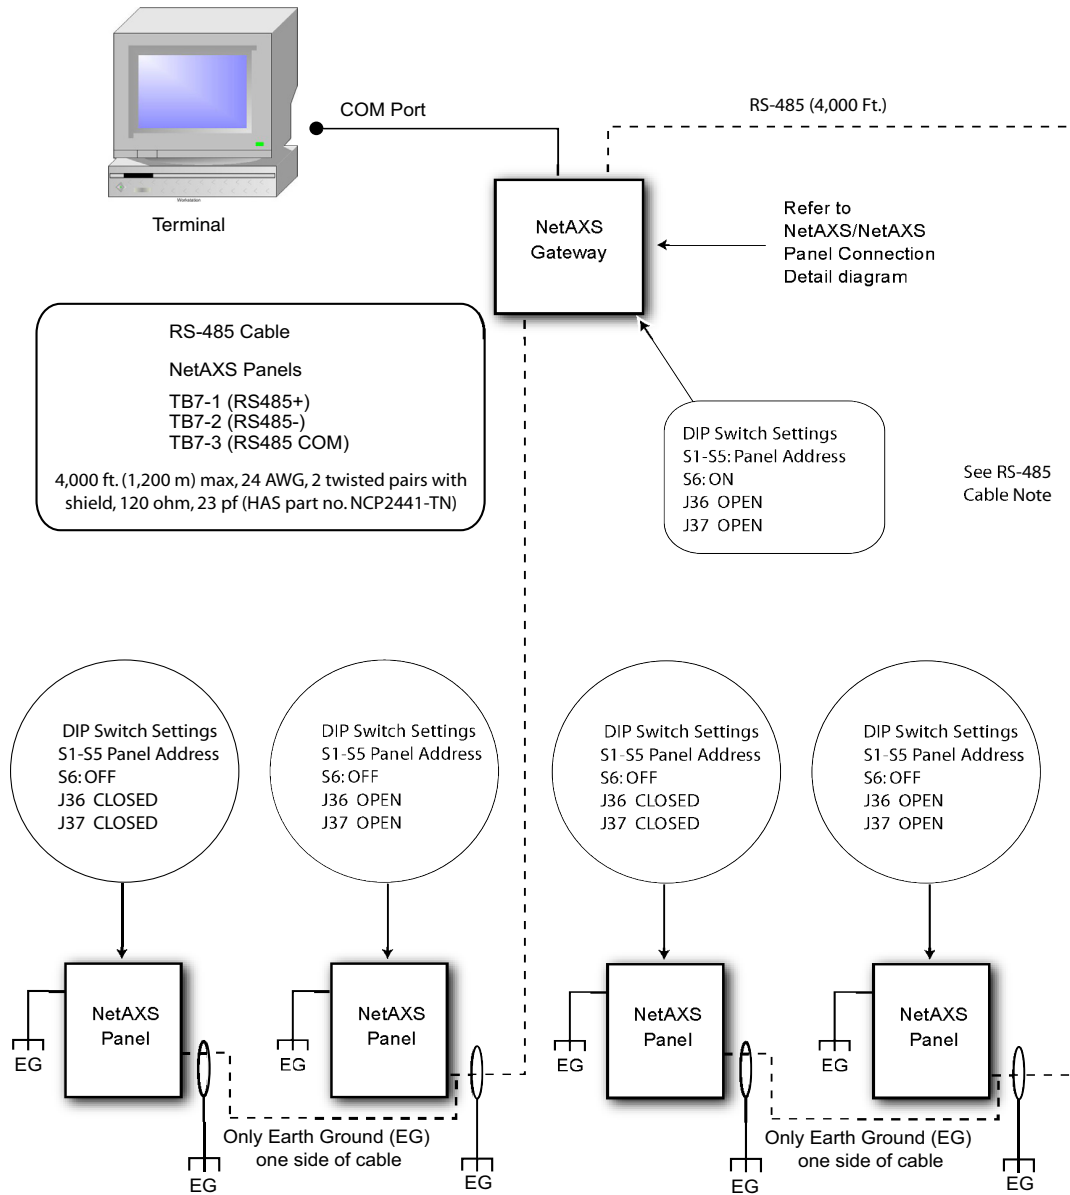 COM Port
RS-485 (4,000 Ft.)
Workstation
Terminal
NetAXS
Gateway
Refer to
NetAXS/NetAXS
Panel Connection
Detail diagram
RS-485 Cable
NetAXS Panels
TB7-1 (RS485+)
TB7-2 (RS485-)
TB7-3 (RS485 COM)
4,000 ft. (1,200 m) max, 24 AWG, 2 twisted pairs with
shield, 120 ohm, 23 pf (HAS part no. NCP2441-TN)
DIP Switch Settings
S1-S5: Panel Address
S6: ON
J36 OPEN
J37 OPEN
See RS-485
Cable Note
DIP Switch Settings
S1-S5 Panel Address
S6: OFF
J36 CLOSED
J37 CLOSED
DIP Switch Settings
S1-S5 Panel Address
S6: OFF
J36 OPEN
J37 OPEN
DIP Switch Settings
S1-S5 Panel Address
S6: OFF
J36 CLOSED
J37 CLOSED
DIP Switch Settings
S1-S5 Panel Address
S6: OFF
J36 OPEN
J37 OPEN
NetAXS
Panel
NetAXS
Panel
NetAXS
Panel
NetAXS
Panel
EG
EG
EG
EG
Only Earth Ground (EG)
one side of cable
Only Earth Ground (EG)
one side of cable
EG
EG
EG
EG